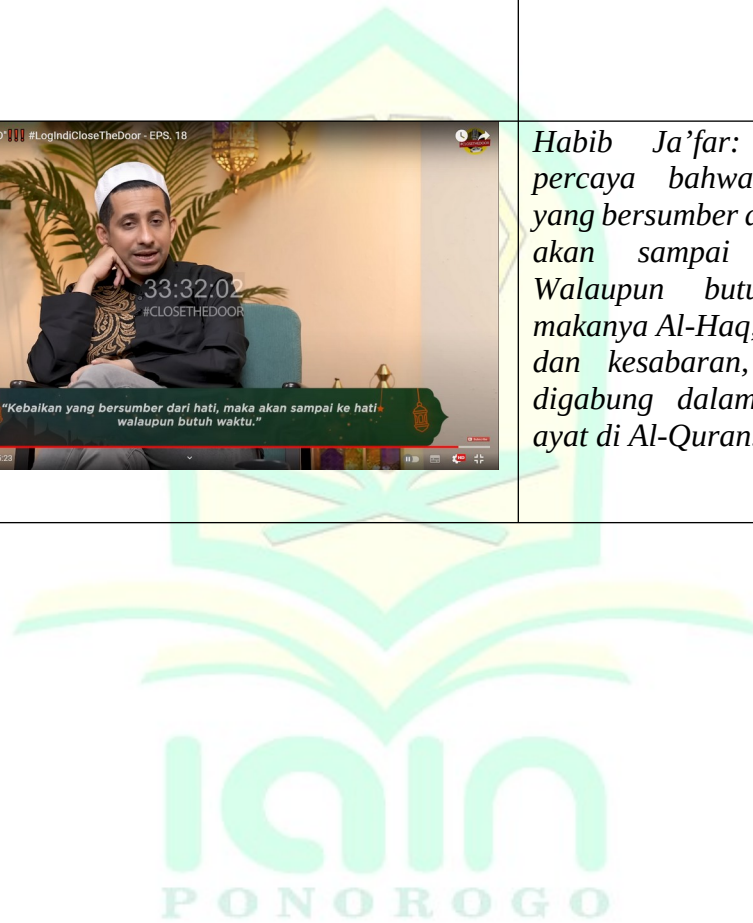 #LogIndiCloseTheDoor - EPS. 18
33:32:02
#CLOSETHEDOOR
"Kebaikan yang bersumber dari hati, maka akan sampai ke hati
walaupun butuh waktu."
Habib Ja'far:
percaya bahwa
yang bersumber
akan sampai
Walaupun
makanya Al-Haq,
dan kesabaran,
digabung dalam
ayat di Al-Quran.
iain
PONOROGO